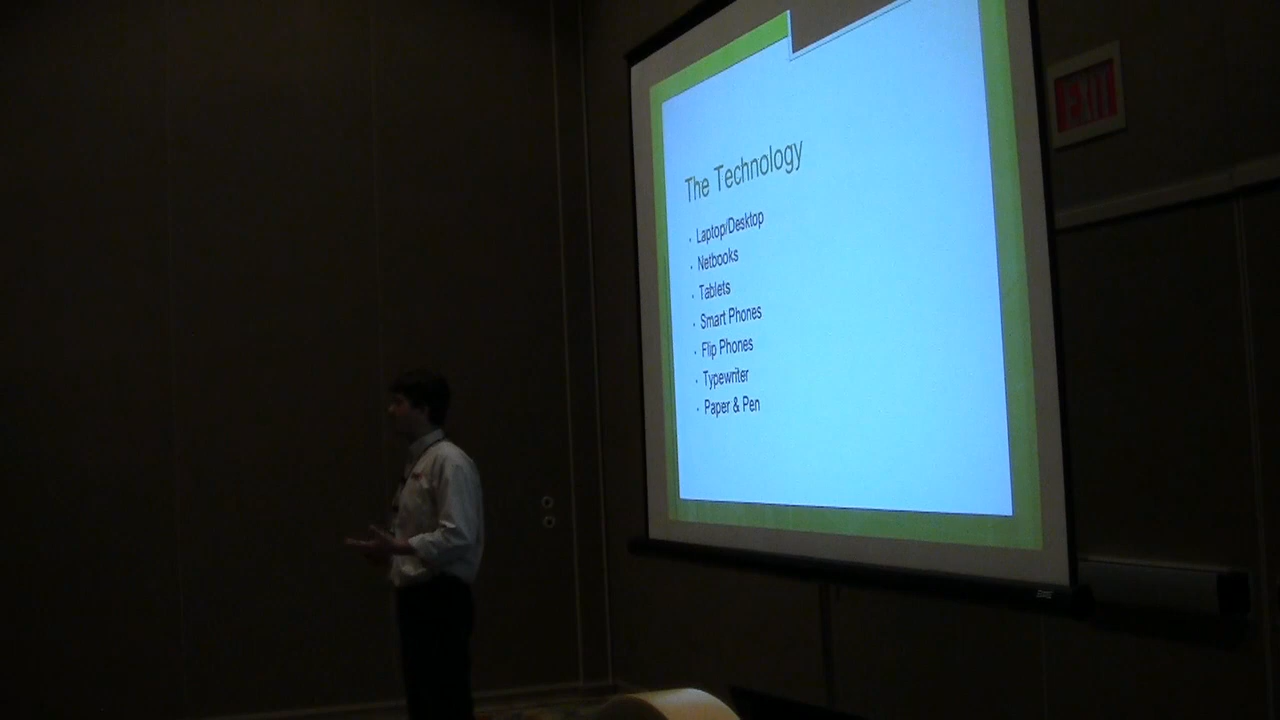 The Technology
· Laptop/Desktop
· Netbooks
· Tablets
· Smart Phones
· Flip Phones
· Typewriter
· Paper & Pen
EXIT